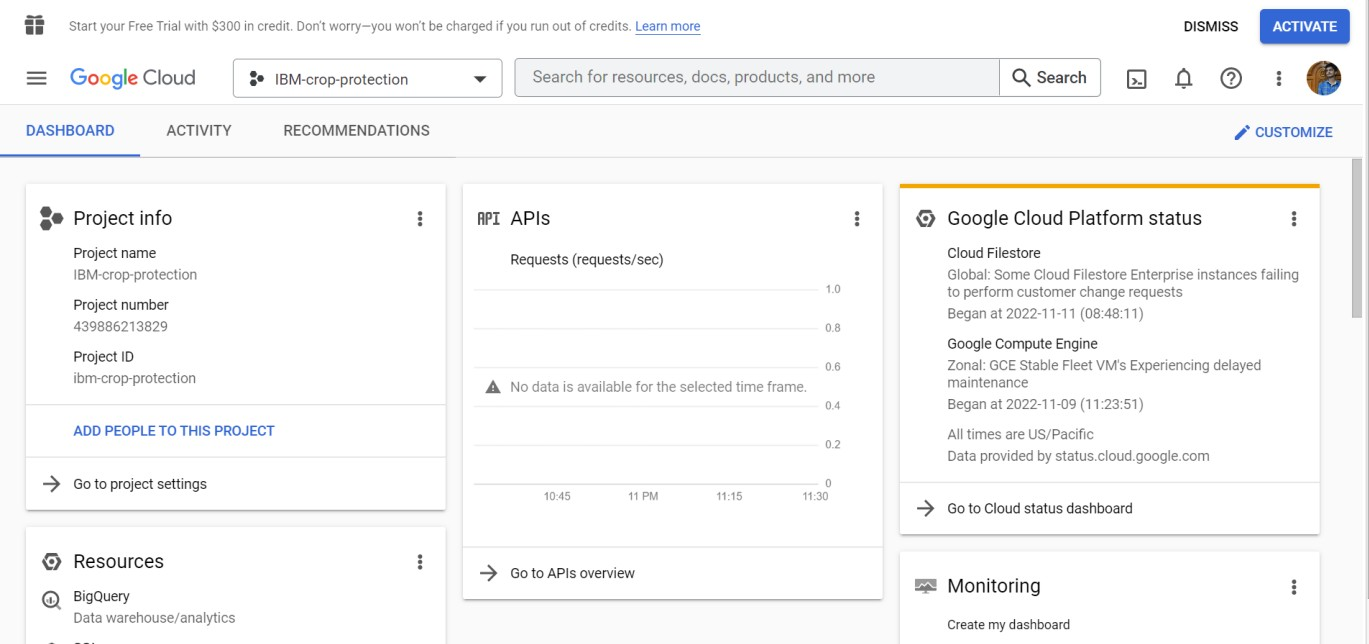 Start your Free Trial with $300 in credit. Don't worry—you won't be charged if you run out of credits. Learn more
DISMISS
ACTIVATE
Google Cloud
IBM-crop-protection
Search for resources, docs, products, and more
Search
DASHBOARD
ACTIVITY
RECOMMENDATIONS
CUSTOMIZE
Project info
Project name
IBM-crop-protection
Project number
439886213829
Project ID
ibm-crop-protection
ADD PEOPLE TO THIS PROJECT
Go to project settings
Resources
BigQuery
Data warehouse/analytics
API APIs
Requests (requests/sec)
1.0
0.8
0.6
No data is available for the selected time frame.
0.4
0.2
0
10:45 11 PM 11:15 11:30
Go to APIs overview
Google Cloud Platform status
Cloud Filestore
Global: Some Cloud Filestore Enterprise instances failing
to perform customer change requests
Began at 2022-11-11 (08:48:11)
Google Compute Engine
Zonal: GCE Stable Fleet VM's Experiencing delayed
maintenance
Began at 2022-11-09 (11:23:51)
All times are US/Pacific
Data provided by status.cloud.google.com
Go to Cloud status dashboard
Monitoring
Create my dashboard